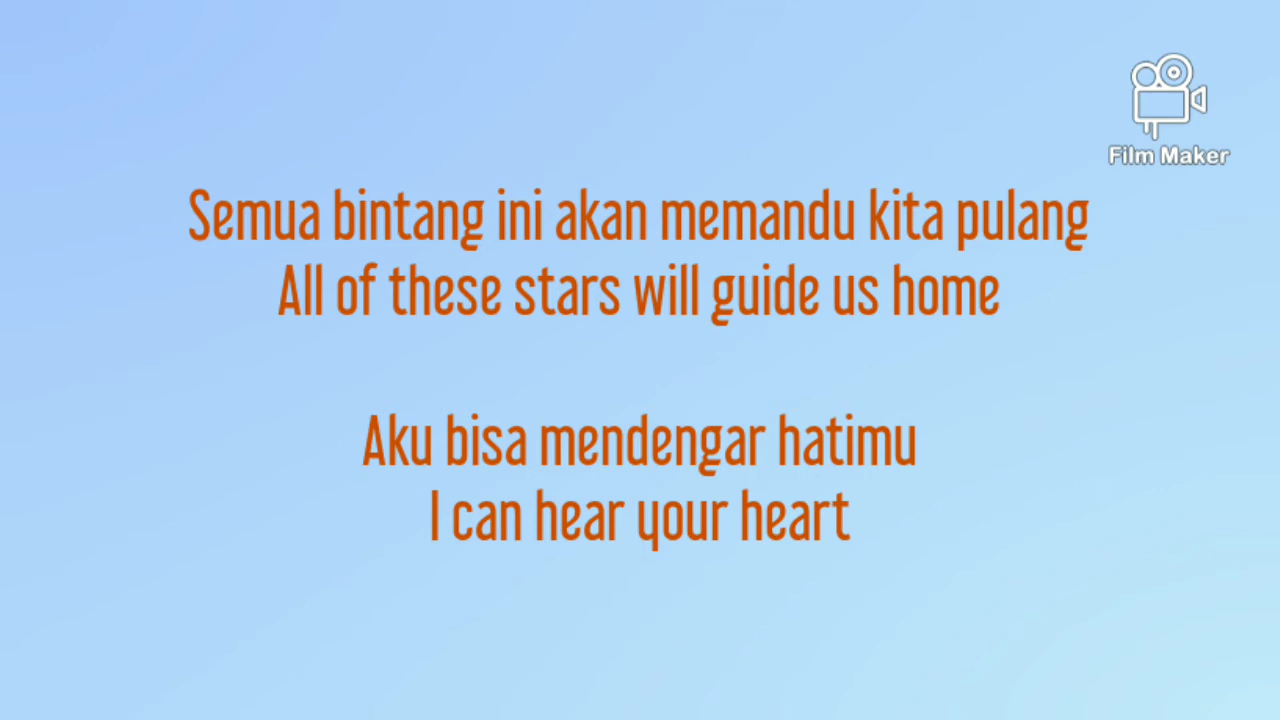 Film Maker
Semua bintang ini akan memandu kita pulang
All of these stars will guide us home
Aku bisa mendengar hatimu
I can hear your heart